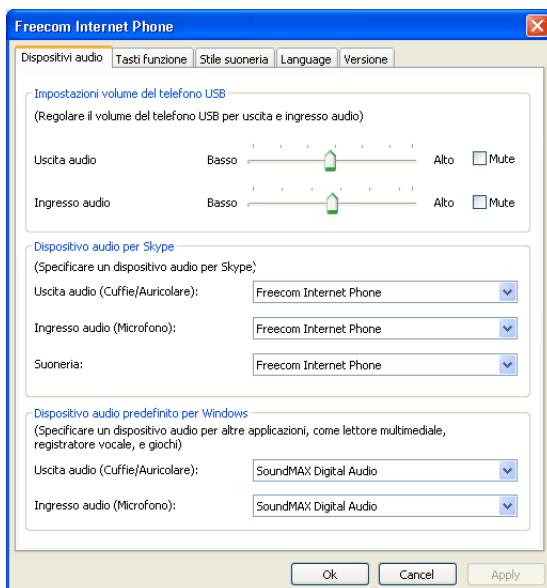 Freecom Internet Phone
Dispositivi audio Tasti funzione Stile suoneria Language Versione
Impostazioni volume del telefono USB
(Regolare il volume del telefono USB per uscita e ingresso audio)
Uscita audio Basso Alto Mute
Ingresso audio Basso Alto Mute
Dispositivo audio per Skype
(Specificare un dispositivo audio per Skype)
Uscita audio (Cuffie/Auricolare): Freecom Internet Phone
Ingresso audio (Microfono): Freecom Internet Phone
Suoneria: Freecom Internet Phone
Dispositivo audio predefinito per Windows
(Specificare un dispositivo audio per altre applicazioni, come lettore multimediale,
registratore vocale, e giochi)
Uscita audio (Cuffie/Auricolare): SoundMAX Digital Audio
Ingresso audio (Microfono): SoundMAX Digital Audio
Ok Cancel Apply